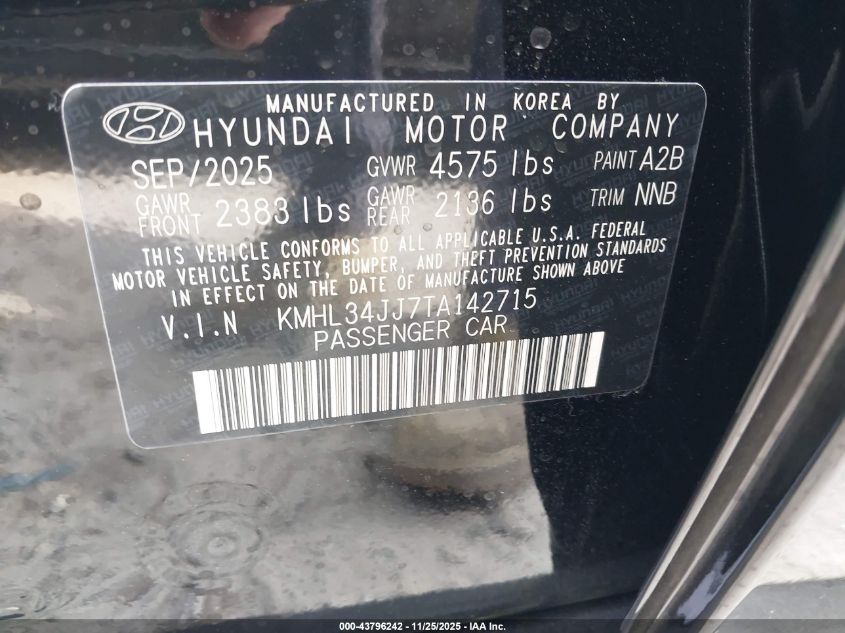 MANUFACTURED IN KOREA BY
HYUNDAI MOTOR COMPANY
SEP/2025 GVWR 4575 lbs PAINT A2B
GAWR FRONT 2383 lbs GAWR REAR 2136 lbs TRIM NNB
THIS VEHICLE CONFORMS TO ALL APPLICABLE U.S.A. FEDERAL
MOTOR VEHICLE SAFETY, BUMPER, AND THEFT PREVENTION STANDARDS
IN EFFECT ON THE DATE OF MANUFACTURE SHOWN ABOVE
V.I.N KMHL34JJ7TA142715
PASSENGER CAR
000-43796242 - 11/25/2025 - IAA Inc.